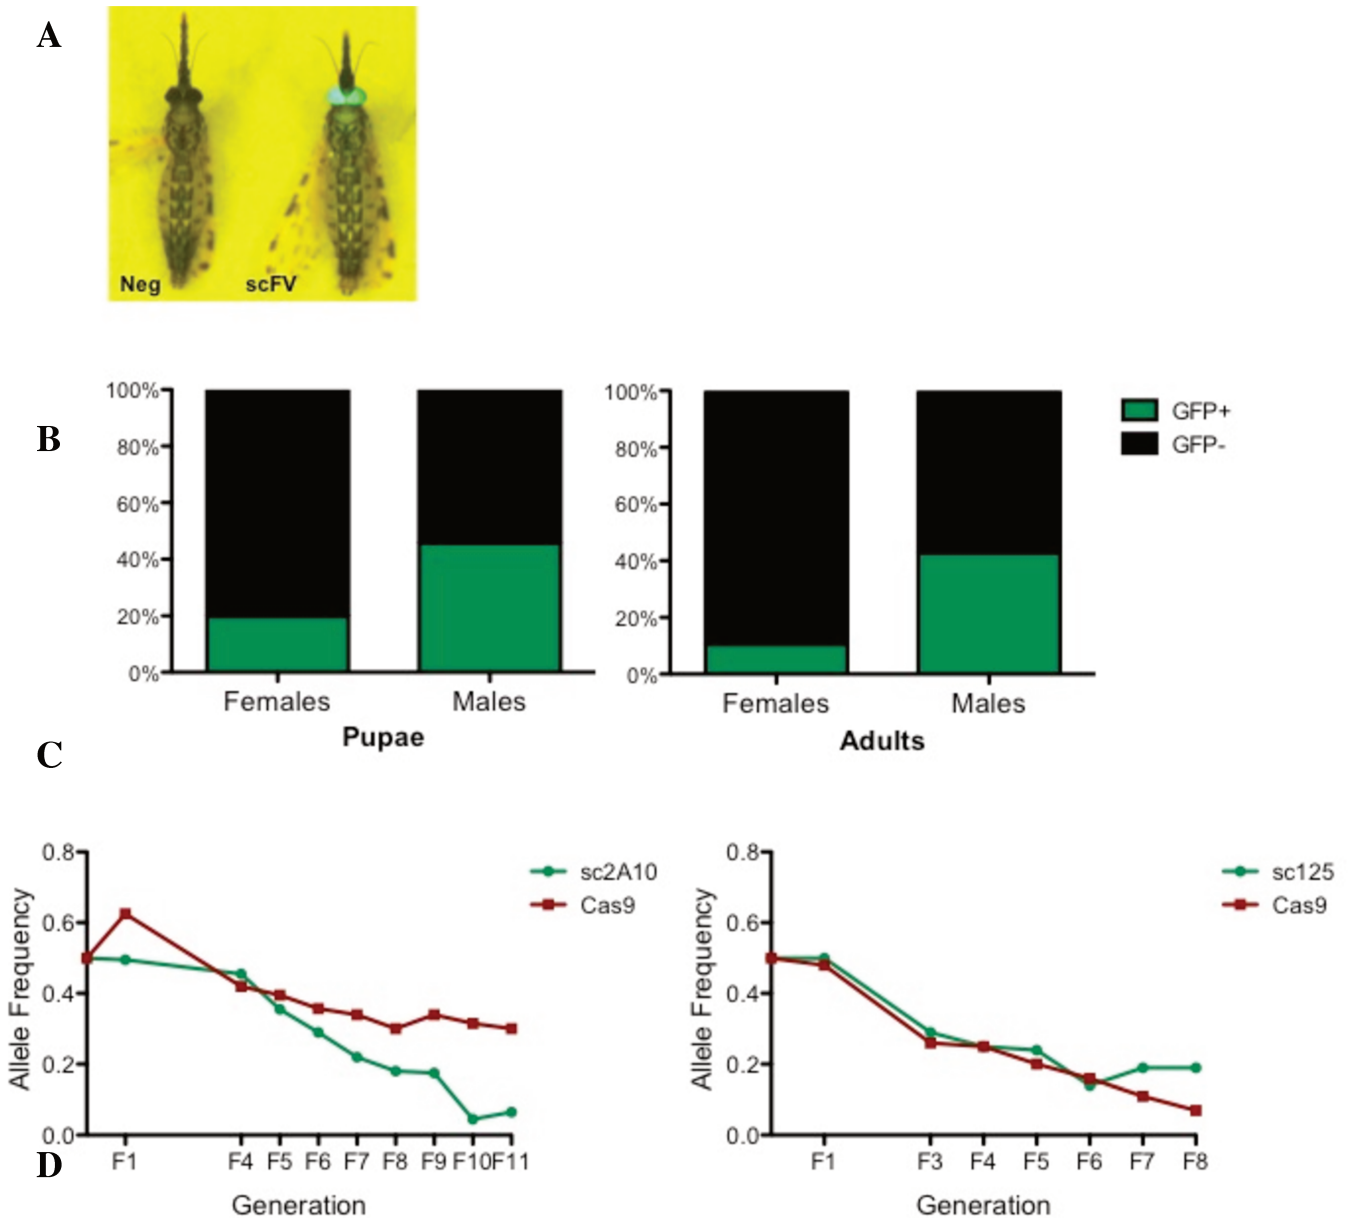 A
Neg
scFV
B
100%
80%
60%
40%
20%
0%
Females
Males
Pupae
100%
80%
60%
40%
20%
0%
Females
Males
Adults
GFP+
GFP-
C
0.8
0.6
0.4
0.2
0.0
Allele Frequency
F1
F4
F5
F6
F7
F8
F9
F10
F11
Generation
sc2A10
Cas9
0.8
0.6
0.4
0.2
0.0
Allele Frequency
F1
F3
F4
F5
F6
F7
F8
Generation
sc125
Cas9
D